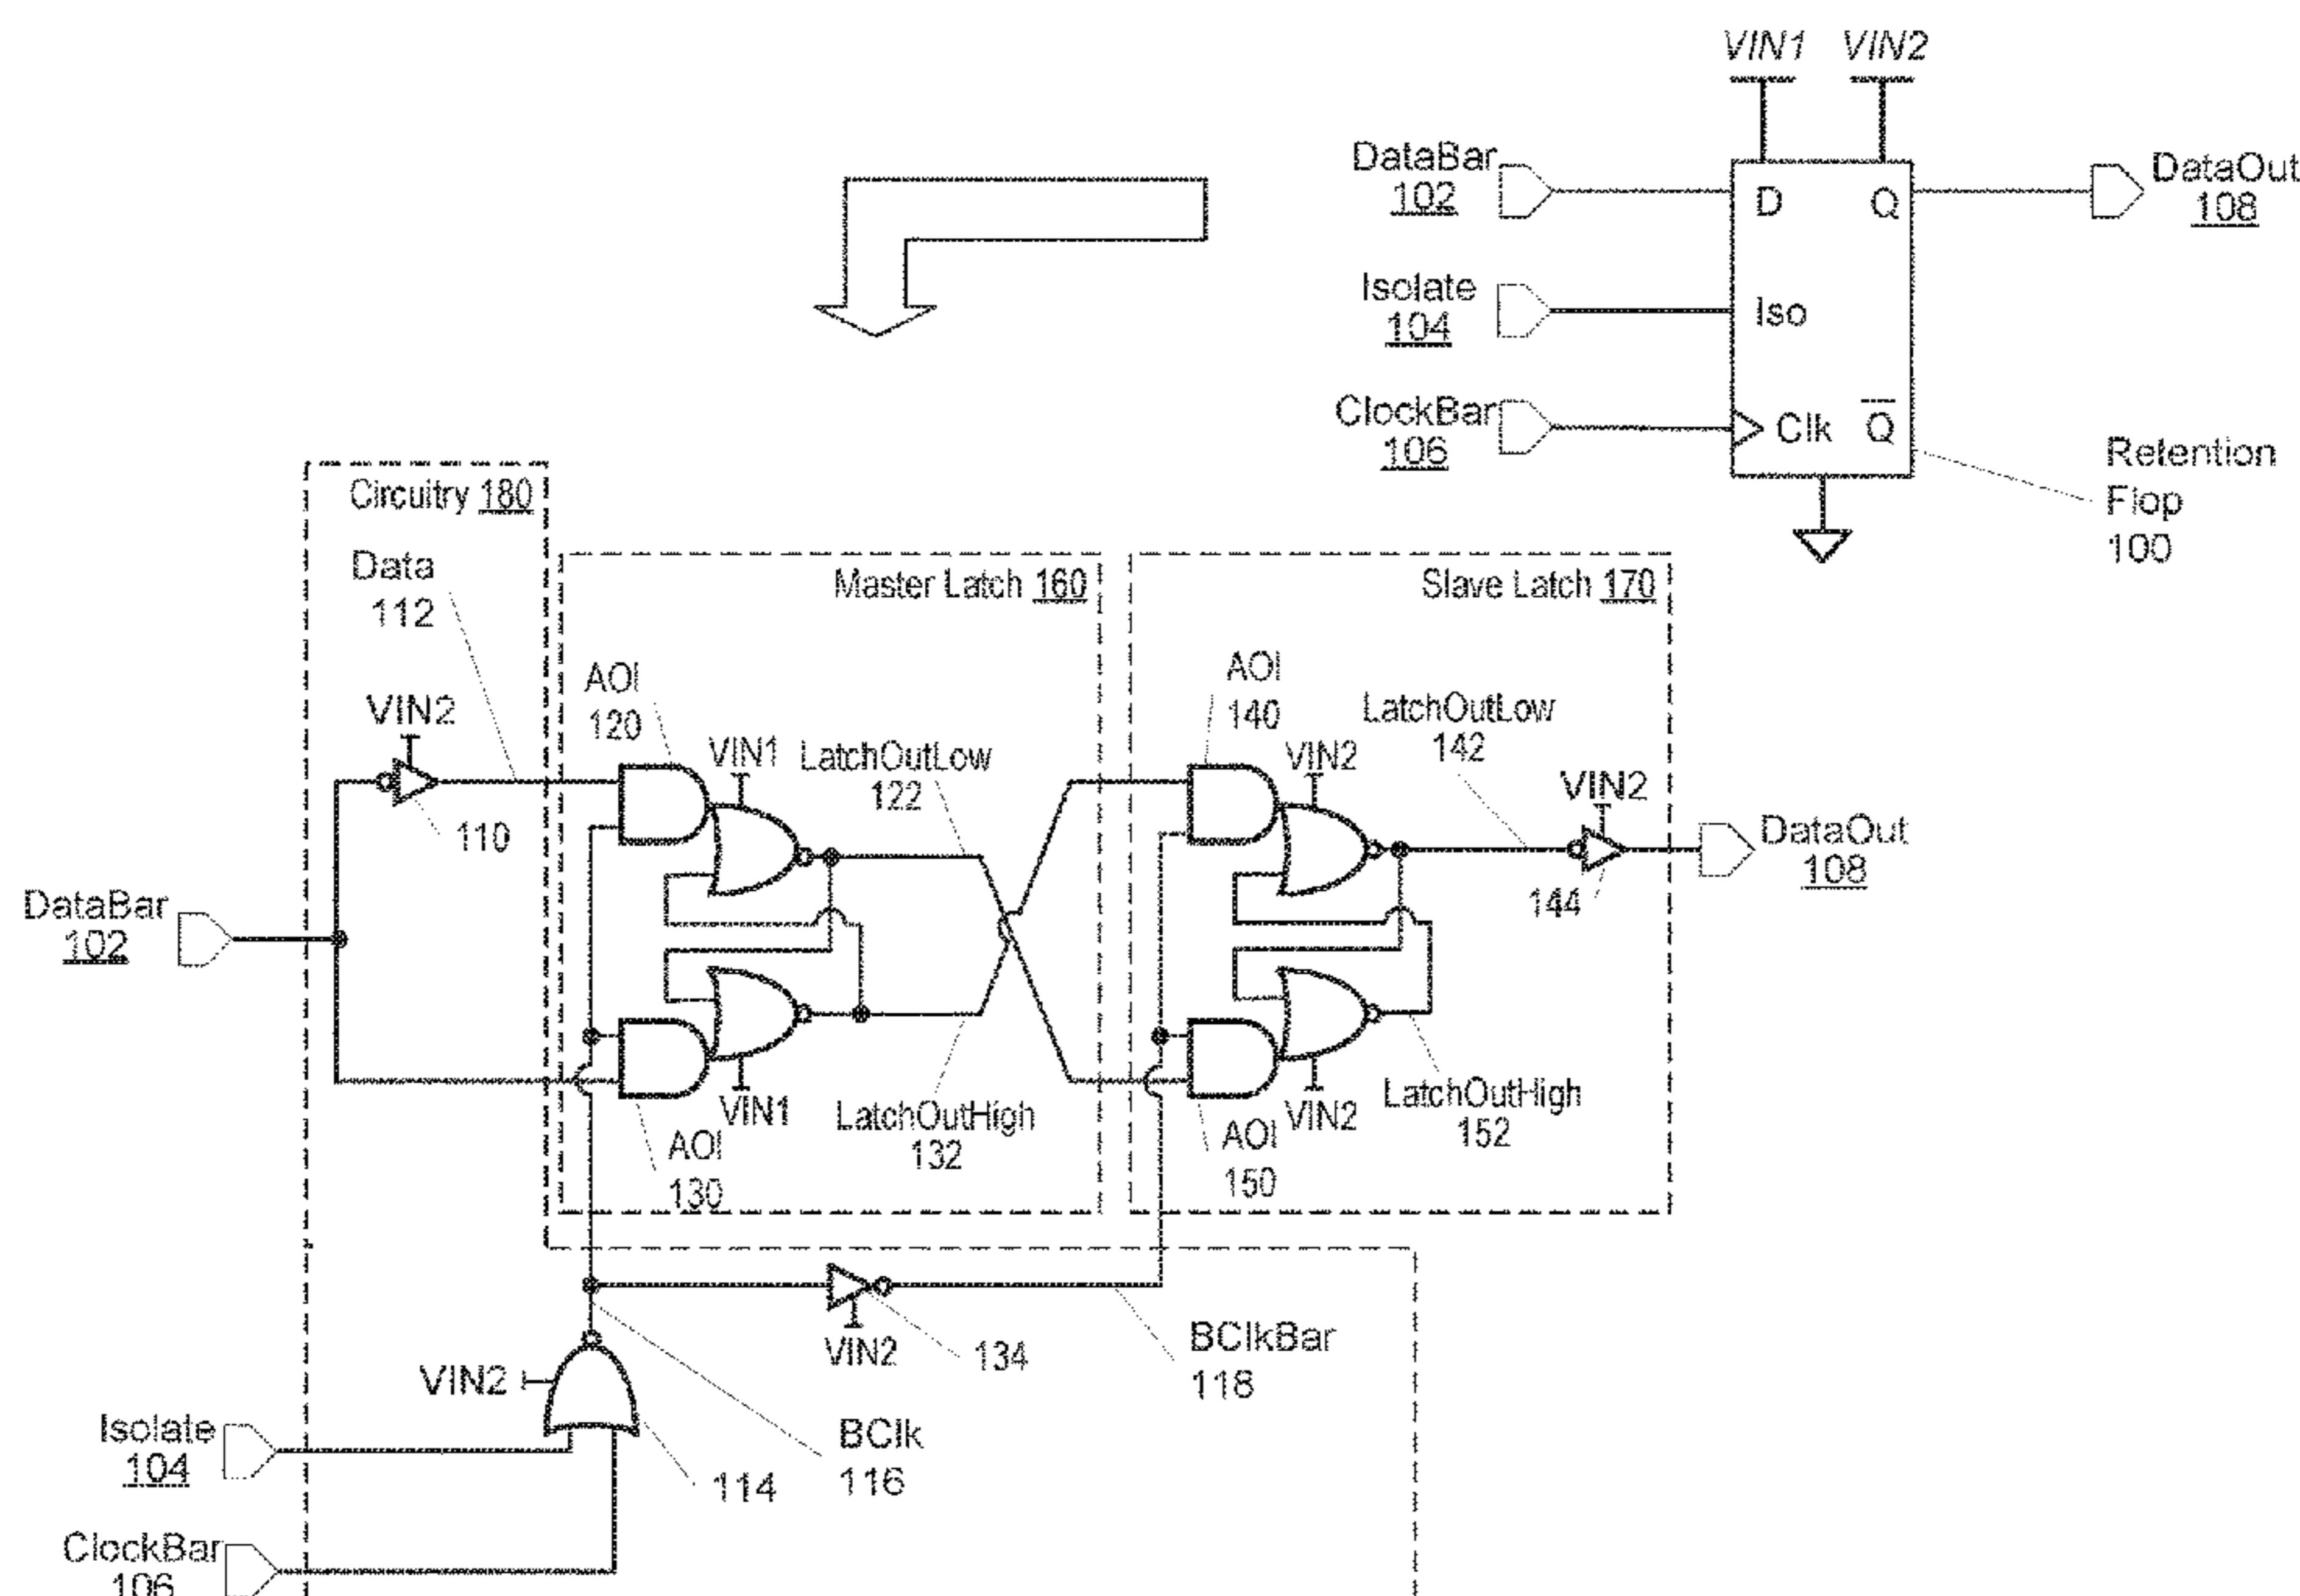 VIN1 VIN2
DataBar
102
D
Q
DataOut
108
Isolate
104
Iso
ClockBar
106
Clk
Q
Retention
Flop
100
Circuitry 180
Data
112
Master Latch 160
Slave Latch 170
AOI
120
VIN2
VIN1
LatchOutLow
122
110
AOI
140
VIN2
LatchOutLow
142
VIN2
144
DataOut
108
DataBar
102
VIN1
AOI
130
LatchOutHigh
132
VIN2
AOI
150
LatchOutHigh
152
VIN2
134
BClkBar
118
VIN2
Isolate
104
114
BClk
116
ClockBar
106